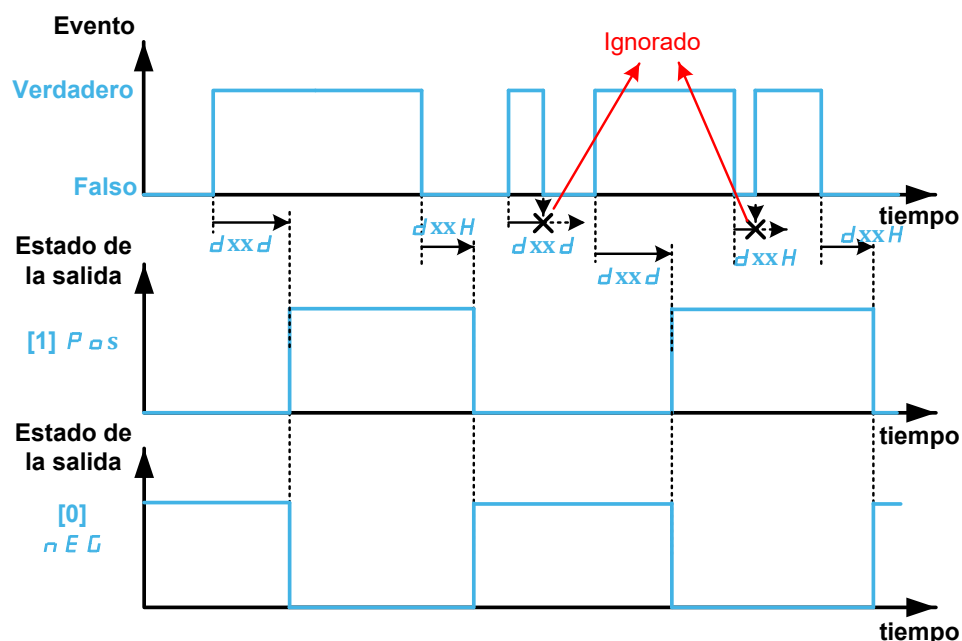 Evento
Ignorado
Verdadero
Falso
tiempo
dxxd
dxxH
dxxd
dxxd
dxxH
dxxH
Estado de
la salida
[1] Pos
tiempo
Estado de
la salida
[0]
nEG
tiempo